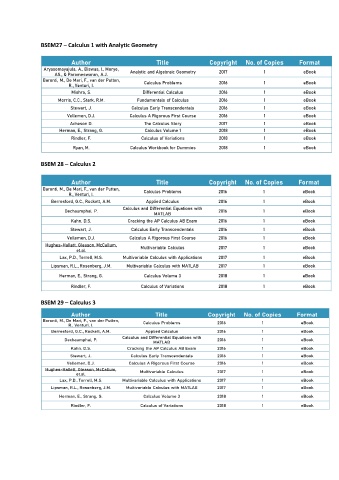 BSEM27 – Calculus 1 with Analytic Geometry
Author Title Copyright No. of Copies Format
Aryasomayajula, A., Biswas, I., Morye,
AS., & Parameswaran, A.J. Analytic and Algebraic Geometry 2017 1 eBook
Baronti, M., De Mari, F., van der Putten,
R., Venturi, I. Calculus Problems 2016 1 eBook
Mishra, S. Differential Calculus 2016 1 eBook
Morris, C.C., Stark, R.M. Fundamentals of Calculus 2016 1 eBook
Stewart, J. Calculus Early Transcendentals 2016 1 eBook
Velleman, D.J. Calculus A Rigorous First Course 2016 1 eBook
Acheson D. The Calculus Story 2017 1 eBook
Herman, E., Strang, G. Calculus Volume 1 2018 1 eBook
Rindler, F. Calculus of Variations 2018 1 eBook
Ryan, M. Calculus Workbook for Dummies 2018 1 eBook
BSEM 28 – Calculus 2
Author Title Copyright No. of Copies Format
Baronti, M., De Mari, F., van der Putten,
R., Venturi, I. Calculus Problems 2016 1 eBook
Berresford, G.C., Rockett, A.M. Applied Calculus 2016 1 eBook
Dechaumphai, P. Calculus and Differential Equations with
MATLAB 2016 1 eBook
Kahn, D.S. Cracking the AP Calculus AB Exam 2016 1 eBook
Stewart, J. Calculus Early Transcendentals 2016 1 eBook
Velleman, D.J. Calculus A Rigorous First Course 2016 1 eBook
Hughes-Hallett, Gleason, McCallum,
et.al. Multivariable Calculus 2017 1 eBook
Lax, P.D., Terrell, M.S. Multivariable Calculus with Applications 2017 1 eBook
Lipsman, R.L., Rosenberg, J.M. Multivariable Calculus with MATLAB 2017 1 eBook
Herman, E., Strang, G. Calculus Volume 3 2018 1 eBook
Rindler, F. Calculus of Variations 2018 1 eBook
BSEM 29 – Calculus 3
Author Title Copyright No. of Copies Format
Baronti, M., De Mari, F., van der Putten,
R., Venturi, I. Calculus Problems 2016 1 eBook
Berresford, G.C., Rockett, A.M. Applied Calculus 2016 1 eBook
Dechaumphai, P. Calculus and Differential Equations with
MATLAB 2016 1 eBook
Kahn, D.S. Cracking the AP Calculus AB Exam 2016 1 eBook
Stewart, J. Calculus Early Transcendentals 2016 1 eBook
Velleman, D.J. Calculus A Rigorous First Course 2016 1 eBook
Hughes-Hallett, Gleason, McCallum,
et.al. Multivariable Calculus 2017 1 eBook
Lax, P.D., Terrell, M.S. Multivariable Calculus with Applications 2017 1 eBook
Lipsman, R.L., Rosenberg, J.M. Multivariable Calculus with MATLAB 2017 1 eBook
Herman, E., Strang, G. Calculus Volume 3 2018 1 eBook
Rindler, F. Calculus of Variations 2018 1 eBook